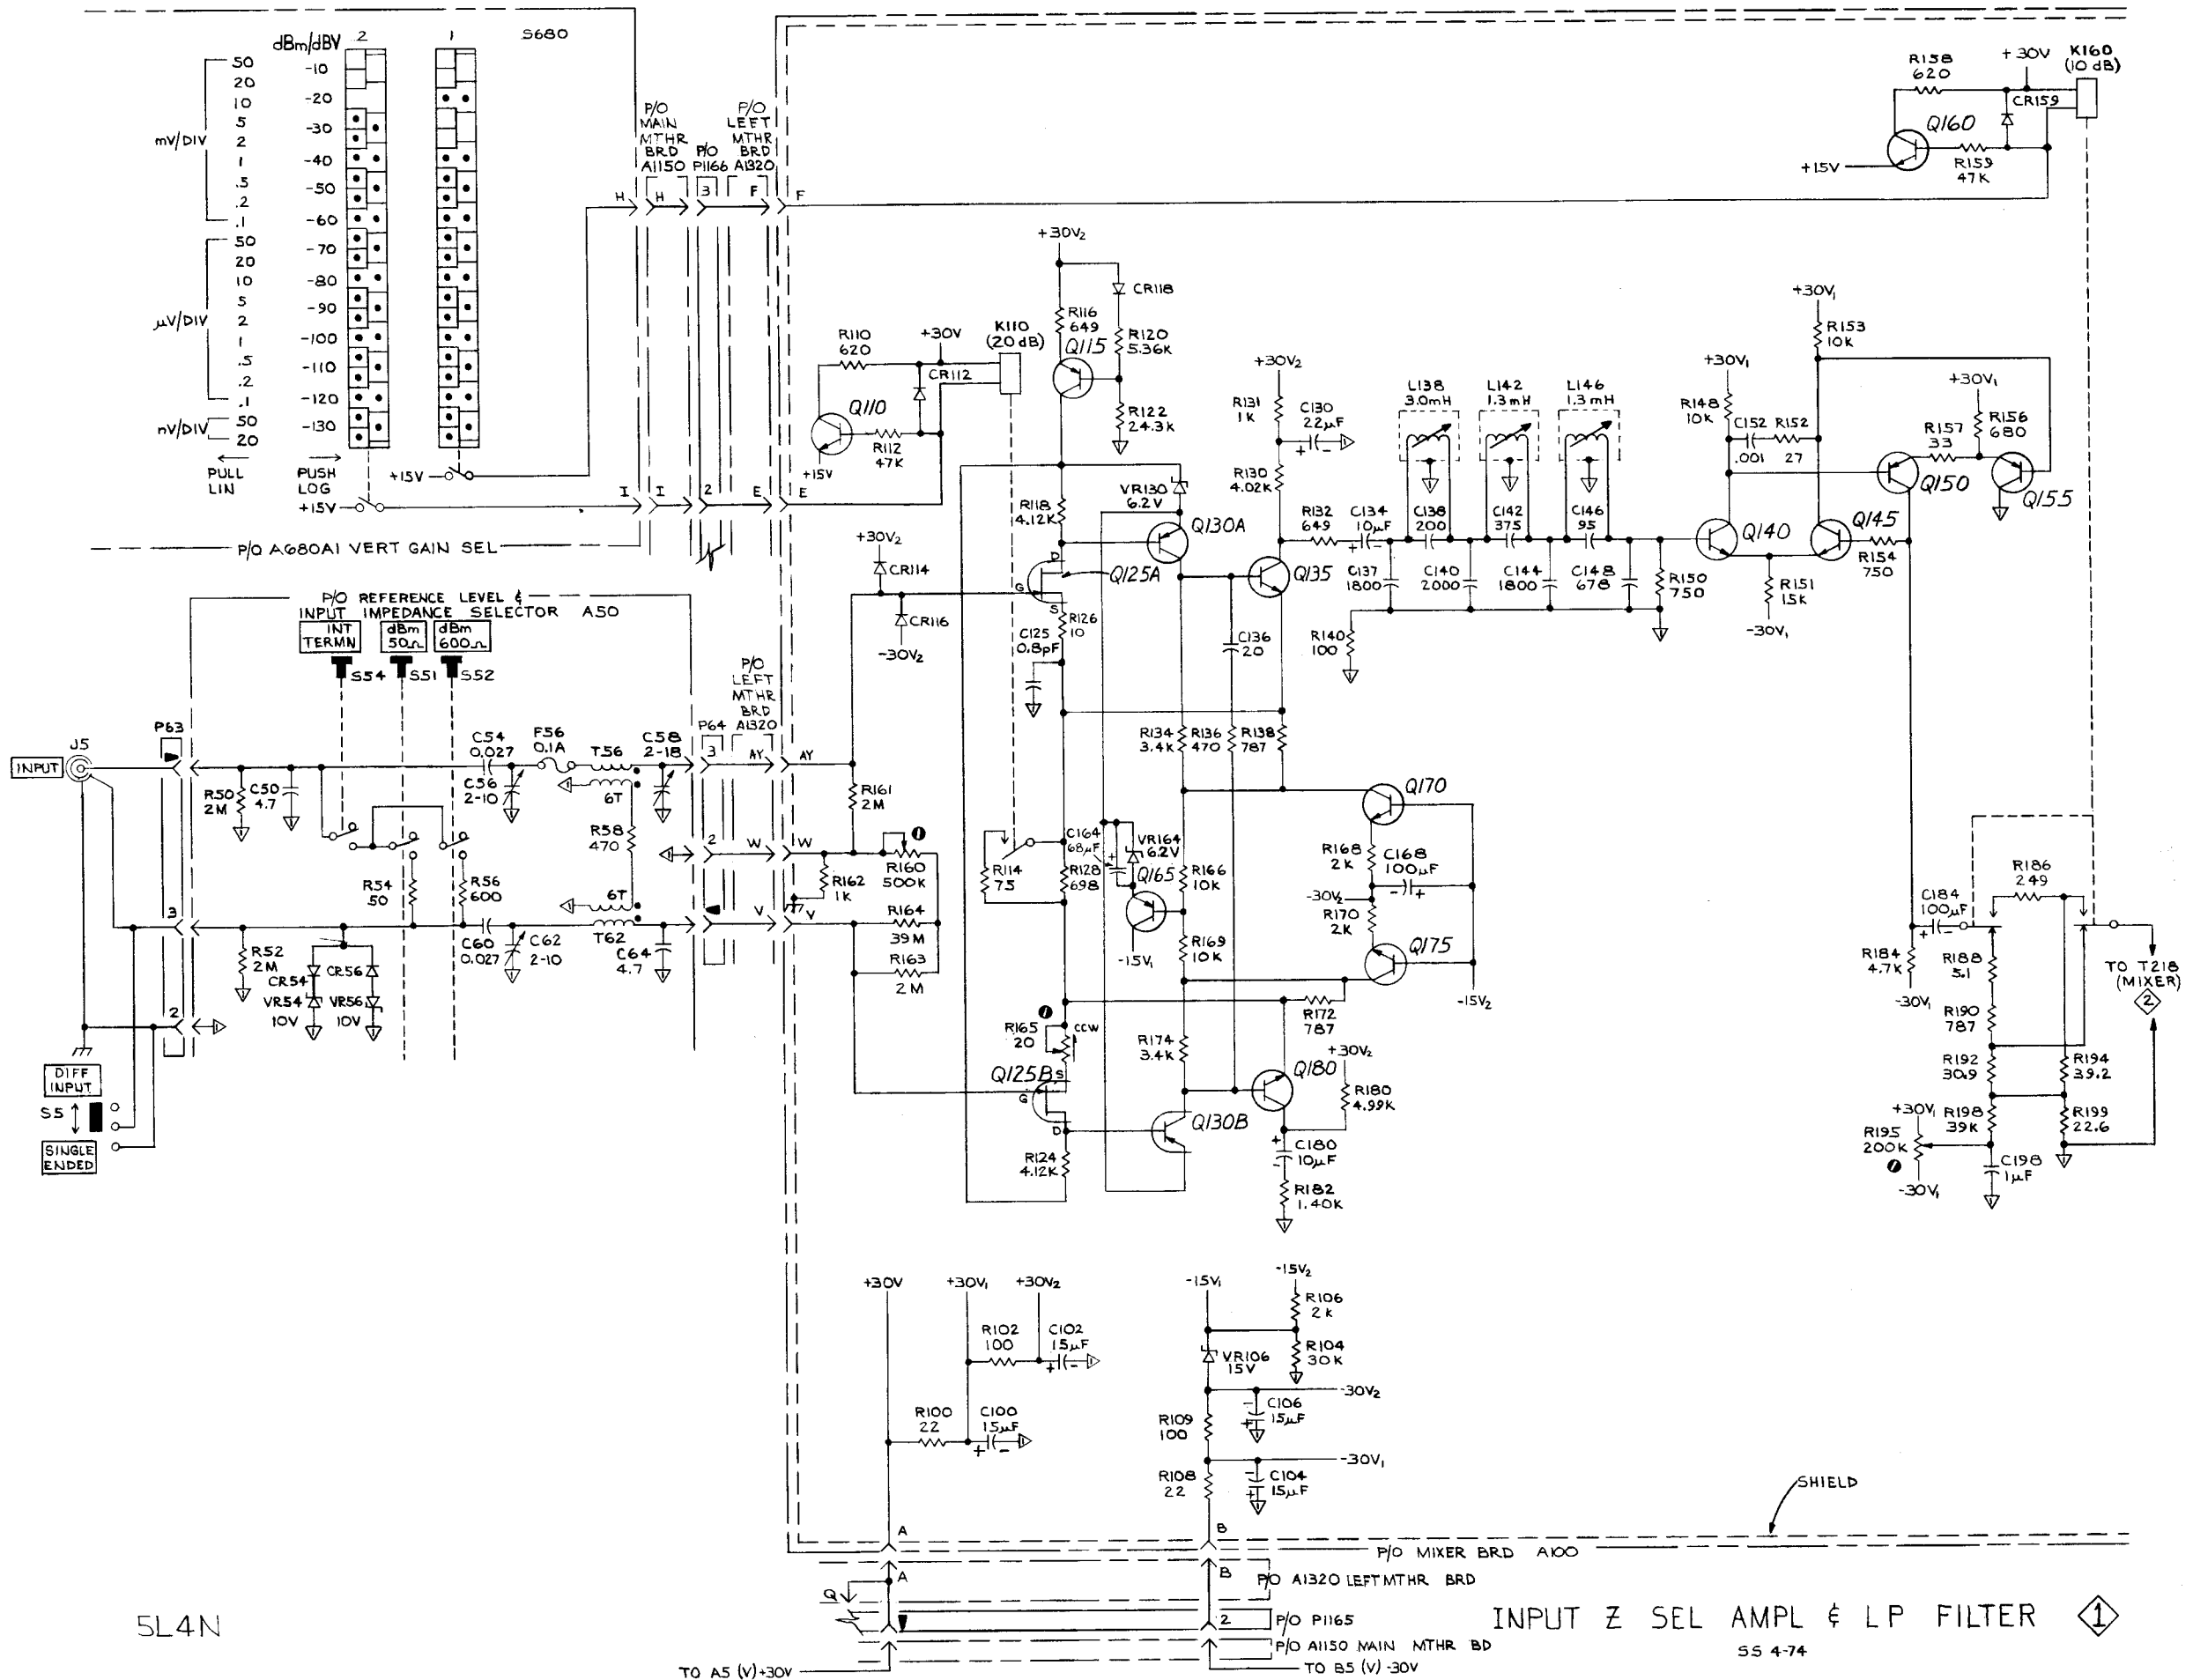 dBm/dBV 2 1 S680
50 -10
20
10 -20
5
2 -30
mV/DIV
1 -40
.5
.2 -50
.1 -60
50 -70
20
10 -80
5
2 -90
μV/DIV
1 -100
.5 -110
.2
.1 -120
50 -130
nV/DIV
20
PULL LIN
PUSH LOG
+15V
+15V
P/O A680A1 VERT GAIN SEL
P/O MAIN MTHR BRD A1150
P/O P1166
P/O LEFT MTHR BRD A1320
H H 3 F F
I I 2 E E
R158 620
+30V
K160 (10 dB)
CR159
Q160
+15V
R159 47K
R110 620
+30V
K110 (20 dB)
CR112
Q110
R112 47K
+15V
+30V2
CR118
R116 649
R120 5.36K
Q115
R122 24.3K
R118 4.12K
VR130 6.2V
Q130A
+30V2
CR114
CR116
-30V2
D
G
S
Q125A
R126 10
C125 0.8pF
+30V2
R131 1K
C130 22μF
+ -
R130 4.02K
R132 649
C134 10μF
+ -
Q135
L138 3.0mH
L142 1.3mH
L146 1.3mH
C138 200
C142 375
C146 95
C137 1800
C140 2000
C144 1800
C148 678
R150 750
R140 100
C136 20
+30V1
R148 10K
C152 .001
R152 27
+30V1
R153 10K
+30V1
R157 33
R156 680
Q150
Q155
Q140
Q145
R154 750
R151 15K
-30V1
P/O REFERENCE LEVEL & INPUT IMPEDANCE SELECTOR A50
INT TERMN
dBm 50Ω
dBm 600Ω
S54 S51 S52
P/O LEFT MTHR BRD A1320
P64
INPUT
J5
P63
C54 0.027
F56 0.1A
T56
C58 2-18
3 AY AY
R50 2M
C50 4.7
C56 2-10
6T
R58 470
2 W W
R54 50
R56 600
6T
3
V V
R52 2M
C60 0.027
C62 2-10
T62
C64 4.7
CR54
CR56
VR54 10V
VR56 10V
2
DIFF INPUT
S5
SINGLE ENDED
R161 2M
R160 500K
R162 1K
R164 39M
R163 2M
R134 3.4K
R136 470
R138 787
R114 75
C164 68μF
+
VR164 6.2V
R128 698
Q165
R166 10K
-15V1
R169 10K
Q170
R168 2K
C168 100μF
- +
-30V2
R170 2K
Q175
-15V2
R172 787
R165 20
CCW
Q125B
S
G
D
R174 3.4K
Q180
+30V2
R180 4.99K
Q130B
C180 10μF
+
-
R124 4.12K
R182 1.40K
C184 100μF
+ -
R186 249
R184 4.7K
-30V1
R188 5.1
R190 787
R192 30.9
R194 39.2
+30V1
R198 39K
R199 22.6
R195 200K
C198 1μF
-30V1
TO T218 (MIXER)
2
+30V +30V1 +30V2
R102 100
C102 15μF
+ -
R100 22
C100 15μF
+ -
-15V1
-15V2
R106 2K
R104 30K
VR106 15V
-30V2
C106 15μF
-
+
R109 100
-30V1
R108 22
C104 15μF
-
+
SHIELD
A B
P/O MIXER BRD A100
A B
P/O A1320 LEFT MTHR BRD
Q
2
P/O P1165
P/O A1150 MAIN MTHR BD
TO A5 (V)+30V
TO B5 (V)-30V
5L4N
INPUT Z SEL AMPL & LP FILTER 1
SS 4-74